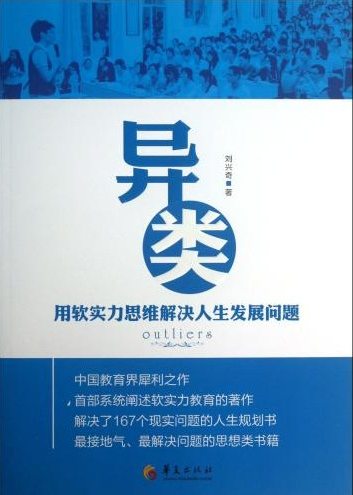 异类
刘兴奇 著
用软实力思维解决人生发展问题
outliers
中国教育界犀利之作
首部系统阐述软实力教育的著作
解决了167个现实问题的人生规划书
最接地气、最解决问题的思想类书籍
华夏出版社